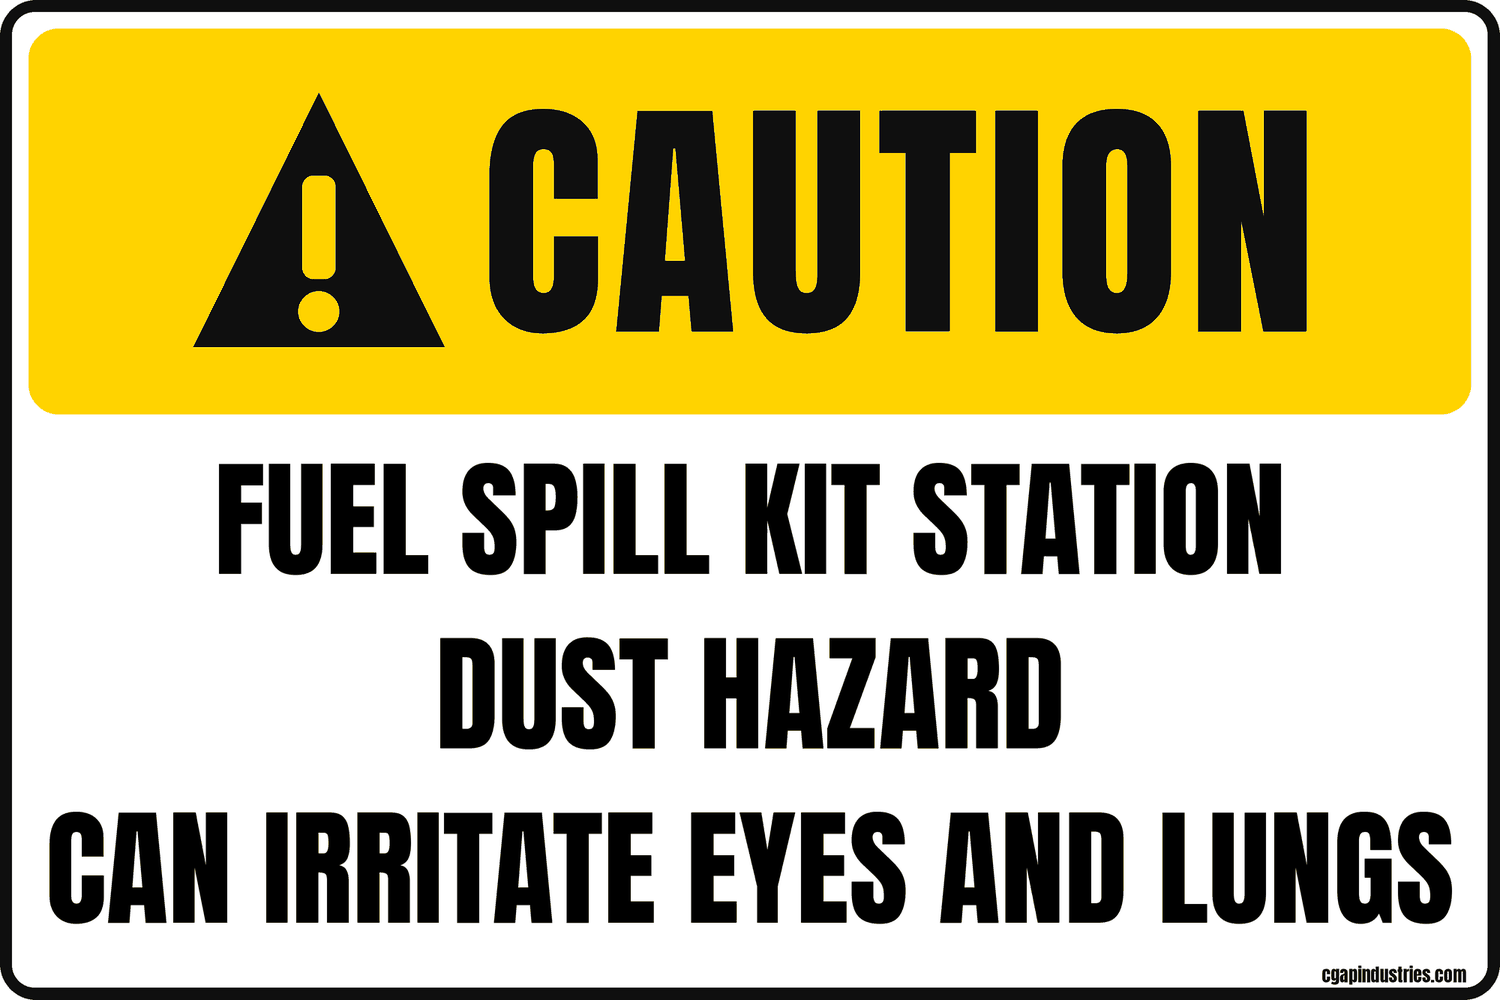 CAUTION
FUEL SPILL KIT STATION
DUST HAZARD
CAN IRRITATE EYES AND LUNGS
cgapindustries.com